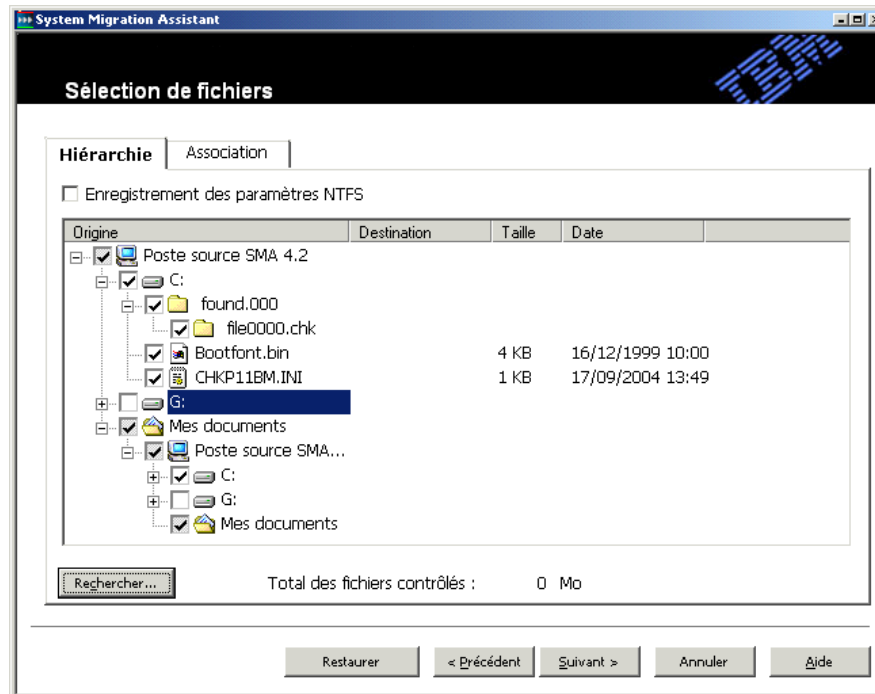 System Migration Assistant
IBM
Sélection de fichiers
Hiérarchie Association
Enregistrement des paramètres NTFS
Origine Destination Taille Date
Poste source SMA 4.2
C:
found.000
file0000.chk
Bootfont.bin 4 KB 16/12/1999 10:00
CHKP11BM.INI 1 KB 17/09/2004 13:49
G:
Mes documents
Poste source SMA...
C:
G:
Mes documents
Rechercher... Total des fichiers contrôlés : 0 Mo
Restaurer < Précédent Suivant > Annuler Aide